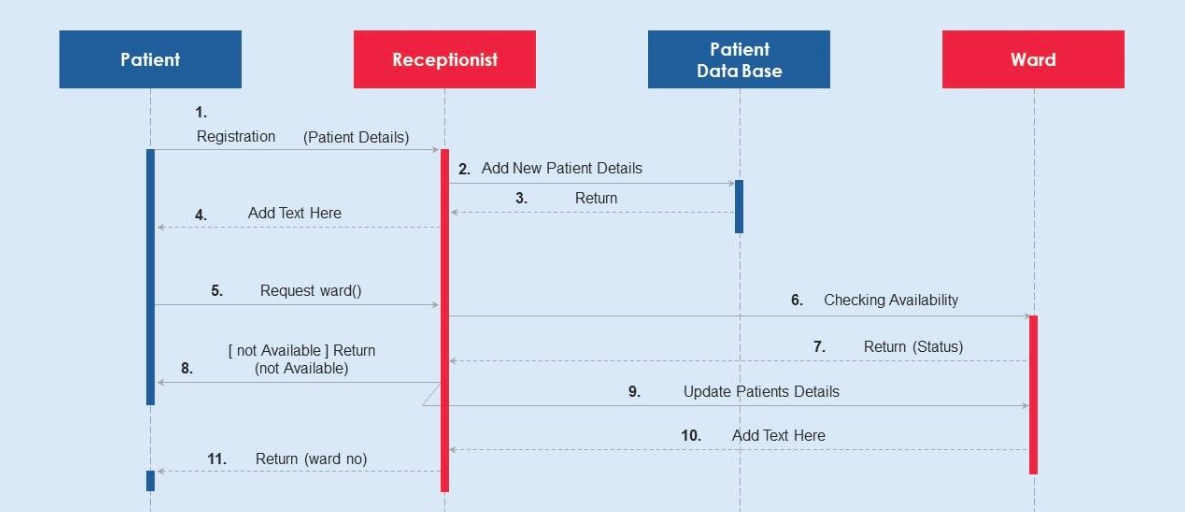 Patient
Receptionist
Patient
Data Base
Ward
1.
Registration (Patient Details)
2. Add New Patient Details
3. Return
4. Add Text Here
5. Request ward()
6. Checking Availability
7. Return (Status)
[ not Available ] Return
8. (not Available)
9. Update Patients Details
10. Add Text Here
11. Return (ward no)